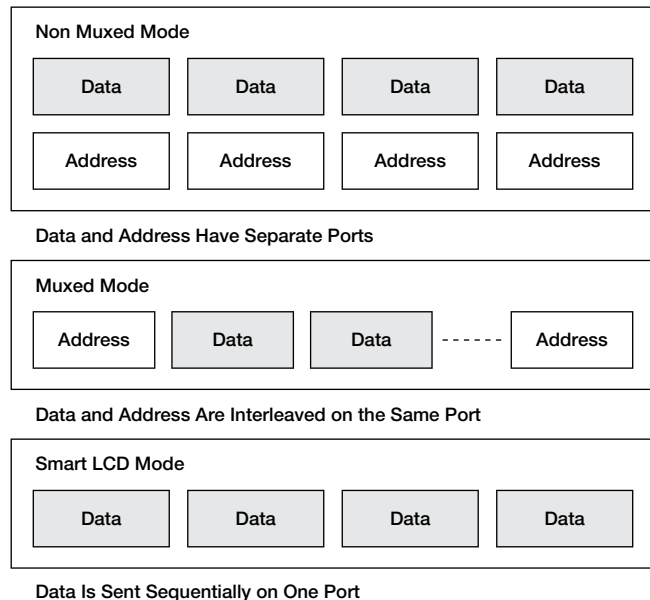 Non Muxed Mode
Data Data Data Data
Address Address Address Address
Data and Address Have Separate Ports
Muxed Mode
Address Data Data Address
Data and Address Are Interleaved on the Same Port
Smart LCD Mode
Data Data Data Data
Data Is Sent Sequentially on One Port